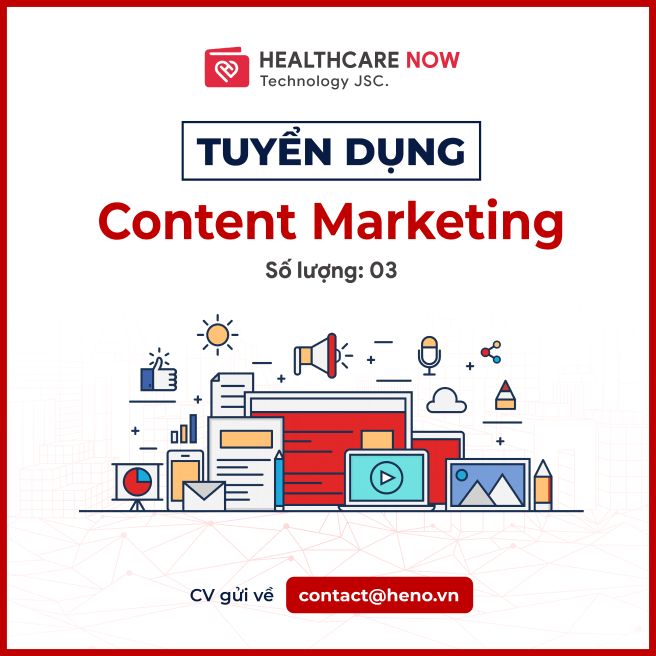 HEALTHCARE NOW
Technology JSC.
TUYỂN DỤNG
Content Marketing
Số lượng: 03
CV gửi về contact@heno.vn